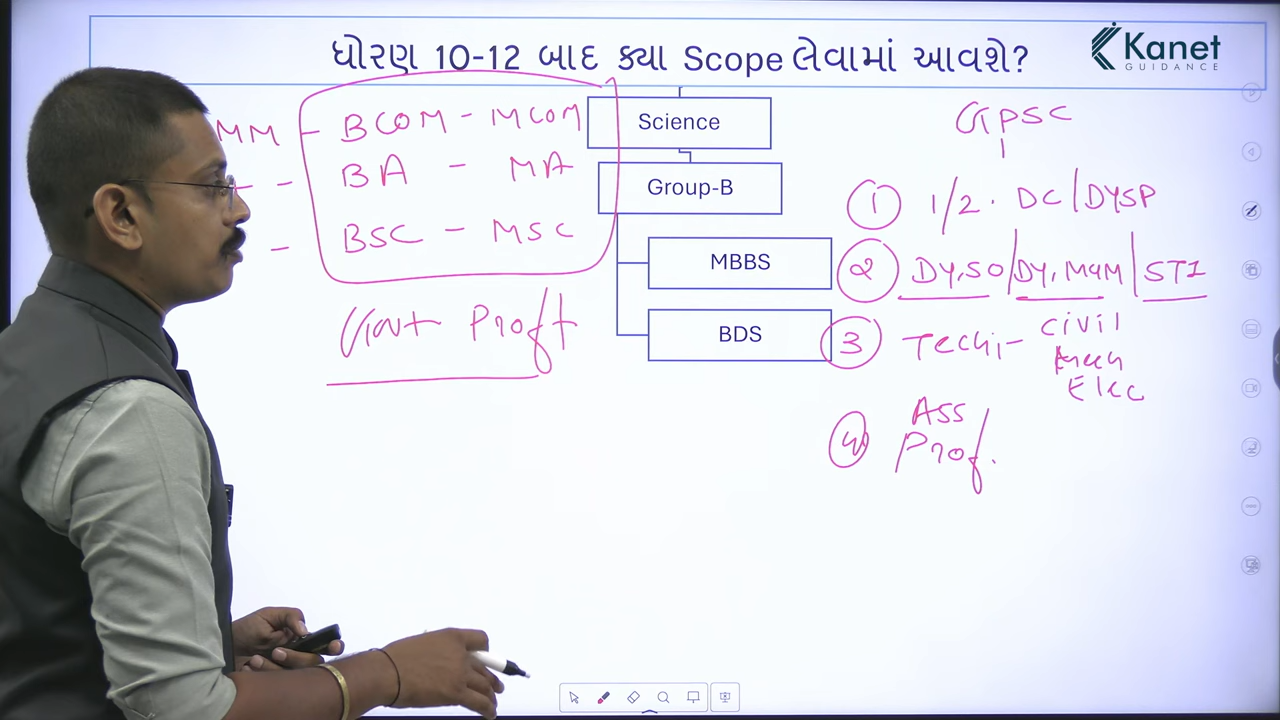 ધોરણ 10-12 બાદ ક્યા Scope લેવામાં આવશે?
Kanet
GUIDANCE
MM - BCOM - MCOM
- BA - MA
- BSC - MSC
Govt Proft
Science
Group-B
MBBS
BDS
GPSC
① 1/2. DC/DYSP
② DY.SO/DY.MAM/STI
③ Techi- Civil
Mech
Elec
④ Ass
Prof.